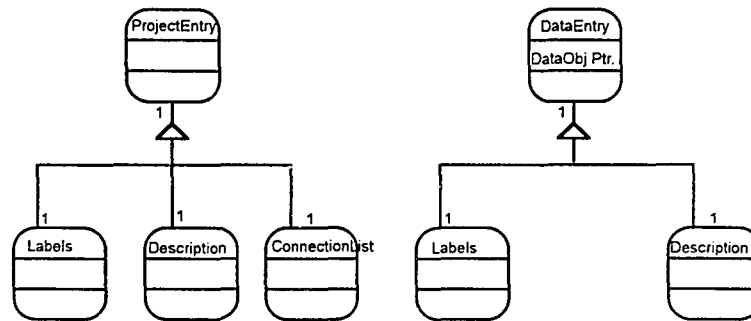 ProjectEntry
1
1
1
1
Labels
Description
ConnectionList
DataEntry
DataObj Ptr.
1
1
1
Labels
Description